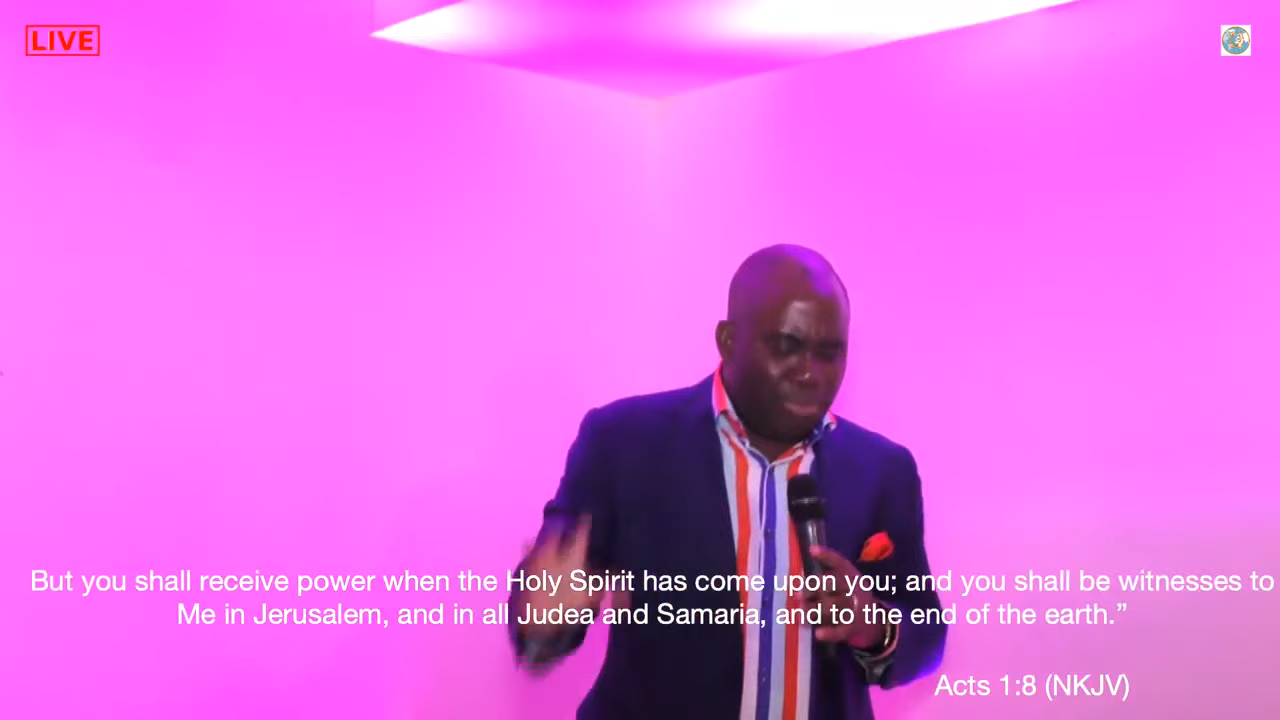 LIVE
But you shall receive power when the Holy Spirit has come upon you; and you shall be witnesses to
Me in Jerusalem, and in all Judea and Samaria, and to the end of the earth.”
Acts 1:8 (NKJV)